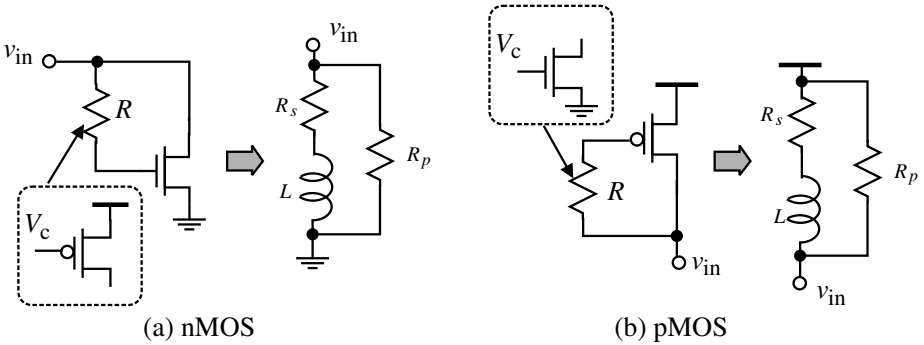 v_in
R
V_c
v_in
R_s
L
R_p
(a) nMOS
V_c
R
v_in
R_s
L
R_p
v_in
(b) pMOS